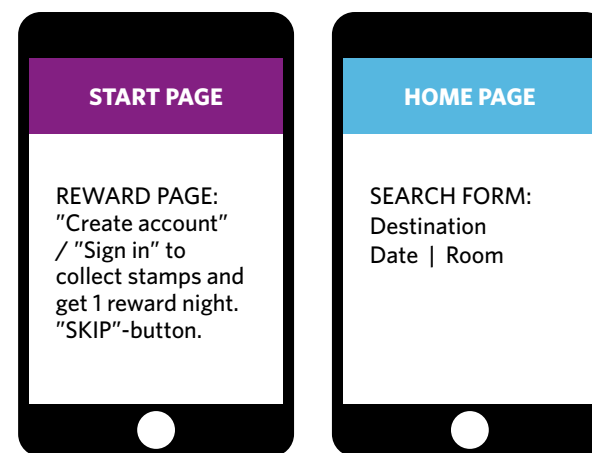 START PAGE
REWARD PAGE:
”Create account”
/ ”Sign in” to
collect stamps and
get 1 reward night.
”SKIP”-button.
HOME PAGE
SEARCH FORM:
Destination
Date | Room